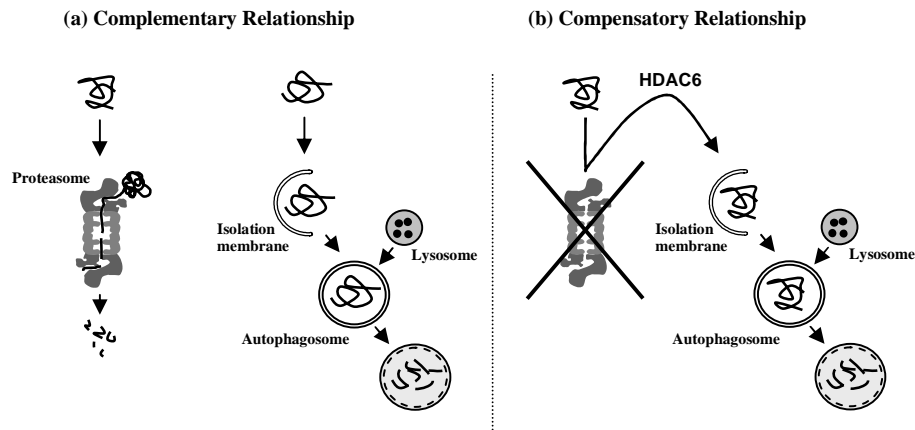 (a) Complementary Relationship
Proteasome
Isolation
membrane
Lysosome
Autophagosome
(b) Compensatory Relationship
HDAC6
Isolation
membrane
Lysosome
Autophagosome